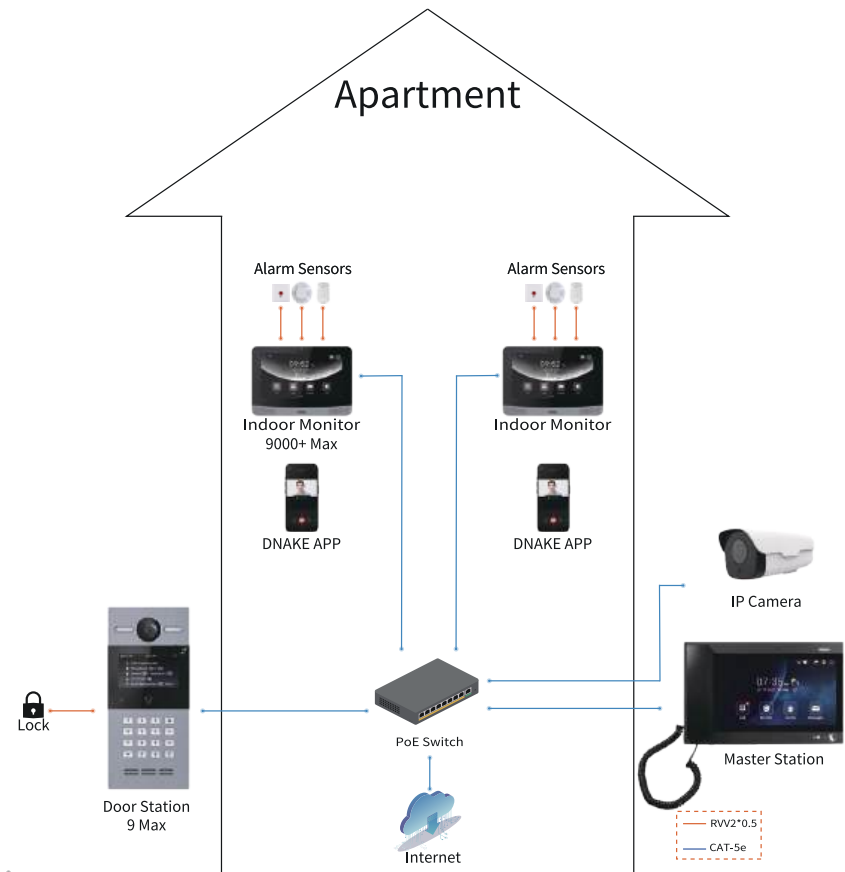 Apartment
Alarm Sensors
Alarm Sensors
Indoor Monitor
9000+ Max
Indoor Monitor
DNAKE APP
DNAKE APP
IP Camera
Lock
PoE Switch
Master Station
Door Station
9 Max
Internet
RVV2*0.5
CAT-5e